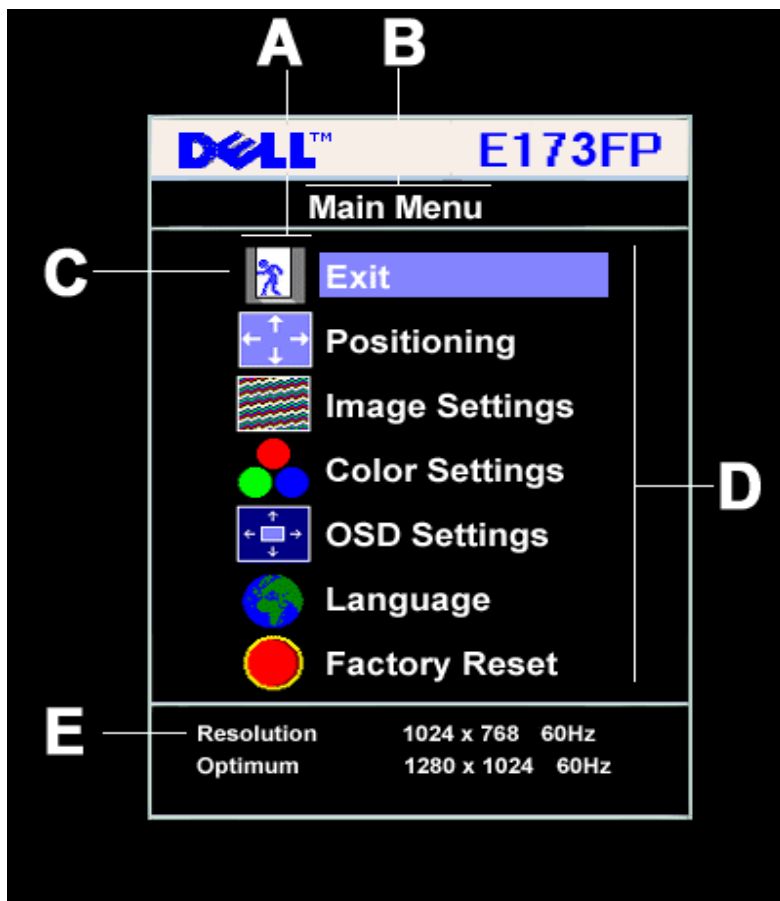 A B
DELL™ E173FP
Main Menu
C Exit
Positioning
Image Settings
Color Settings
D
OSD Settings
Language
Factory Reset
E Resolution 1024 x 768 60Hz
Optimum 1280 x 1024 60Hz